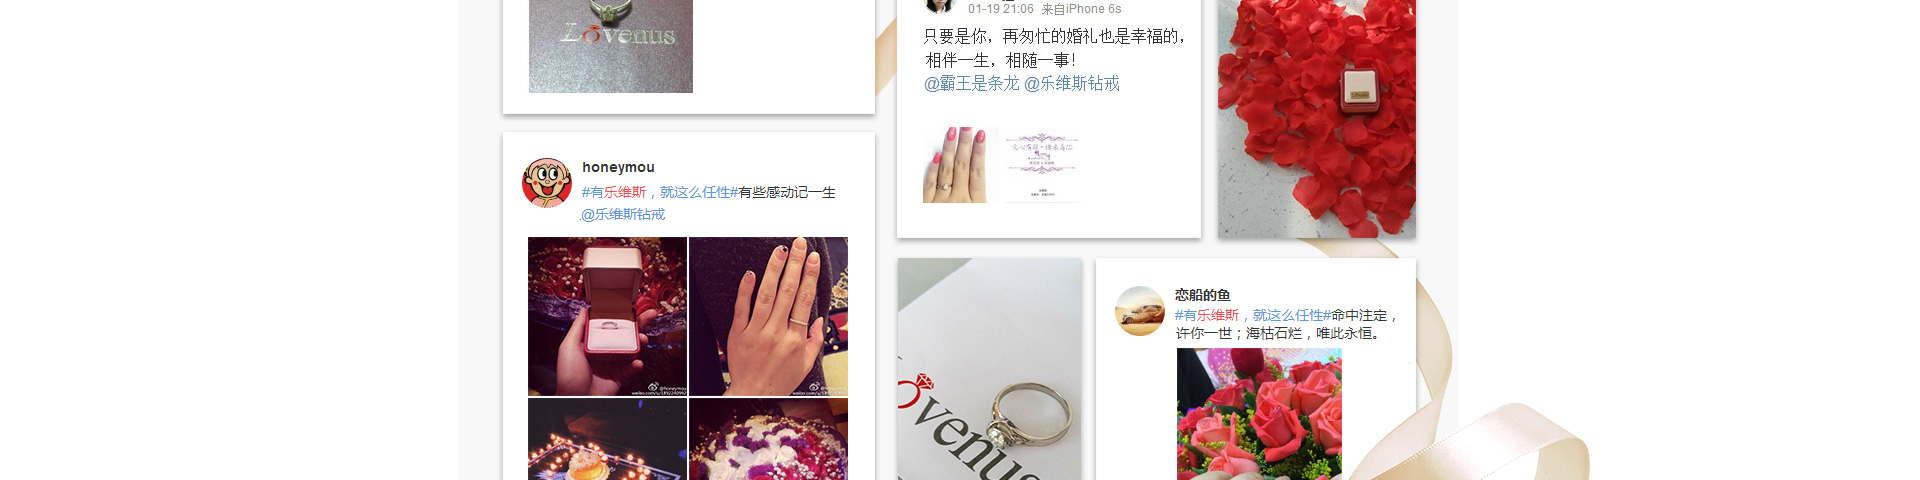 Lovenus
01-19 21:06 来自iPhone 6s
只要是你，再匆忙的婚礼也是幸福的，
相伴一生，相随一事！
@霸王是条龙 @乐维斯钻戒
honeymou
#有乐维斯，就这么任性#有些感动记一生
@乐维斯钻戒
@honeymou
恋船的鱼
#有乐维斯，就这么任性#命中注定，
许你一世；海枯石烂，唯此永恒。
ovenus